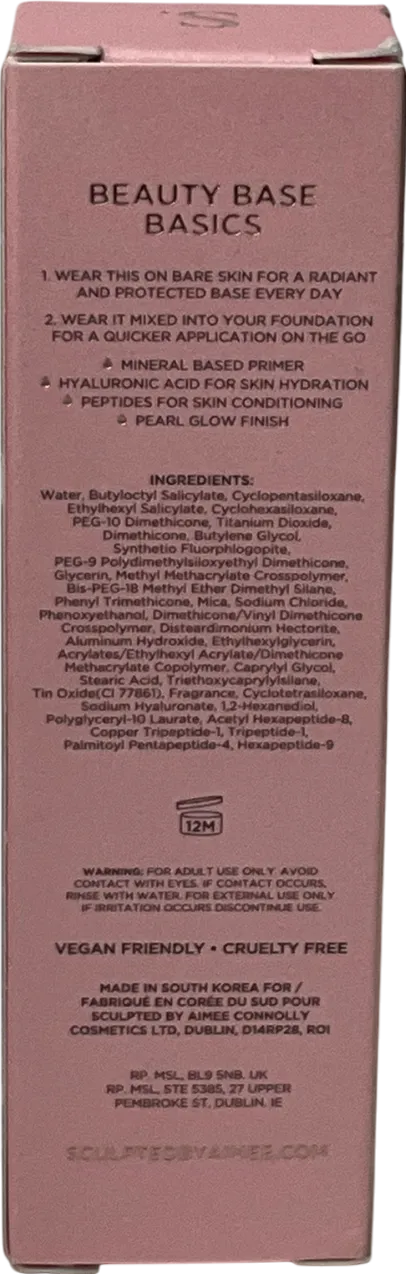 S.
BEAUTY BASE
BASICS
1. WEAR THIS ON BARE SKIN FOR A RADIANT
AND PROTECTED BASE EVERY DAY
2. WEAR IT MIXED INTO YOUR FOUNDATION
FOR A QUICKER APPLICATION ON THE GO
MINERAL BASED PRIMER
HYALURONIC ACID FOR SKIN HYDRATION
PEPTIDES FOR SKIN CONDITIONING
PEARL GLOW FINISH
INGREDIENTS:
Water, Butyloctyl Salicylate, Cyclopentasiloxane,
Ethylhexyl Salicylate, Cyclohexasiloxane,
PEG-10 Dimethicone, Titanium Dioxide,
Dimethicone, Butylene Glycol,
Synthetio Fluorphlogopite,
PEG-9 Polydimethylsiloxyethyl Dimethicone,
Glycerin, Methyl Methacrylate Crosspolymer,
Bis-PEG-18 Methyl Ether Dimethyl Silane,
Phenyl Trimethicone, Mica, Sodium Chloride,
Phenoxyethanol, Dimethicone/Vinyl Dimethicone
Crosspolymer, Disteardimonium Hectorite,
Aluminum Hydroxide, Ethylhexylglycerin,
Acrylates/Ethylhexyl Acrylate/Dimethicone
Methacrylate Copolymer, Caprylyl Glycol,
Stearic Acid, Triethoxycaprylylsilane,
Tin Oxide(CI 77861), Fragrance, Cyclotetrasiloxane,
Sodium Hyaluronate, 1,2-Hexanediol,
Polyglyceryl-10 Laurate, Acetyl Hexapeptide-8,
Copper Tripeptide-1, Tripeptide-1,
Palmitoyl Pentapeptide-4, Hexapeptide-9
12M
WARNING: FOR ADULT USE ONLY. AVOID
CONTACT WITH EYES. IF CONTACT OCCURS,
RINSE WITH WATER. FOR EXTERNAL USE ONLY.
IF IRRITATION OCCURS DISCONTINUE USE.
VEGAN FRIENDLY • CRUELTY FREE
MADE IN SOUTH KOREA FOR /
FABRIQUÉ EN CORÉE DU SUD POUR
SCULPTED BY AIMEE CONNOLLY
COSMETICS LTD, DUBLIN, D14RP28, ROI
RP. MSL, BL9 5NB. UK
RP. MSL, STE 5385, 27 UPPER
PEMBROKE ST, DUBLIN. IE
SCULPTEDBYAIMEE.COM